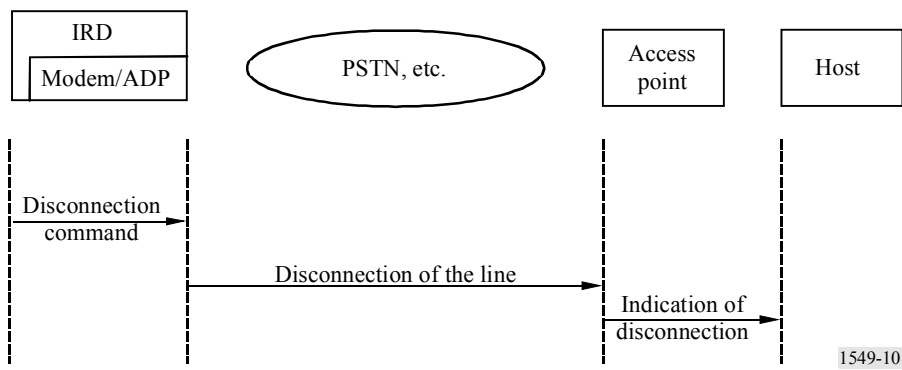 IRD
Modem/ADP
PSTN, etc.
Access
point
Host
Disconnection
command
Disconnection of the line
Indication of
disconnection
1549-10